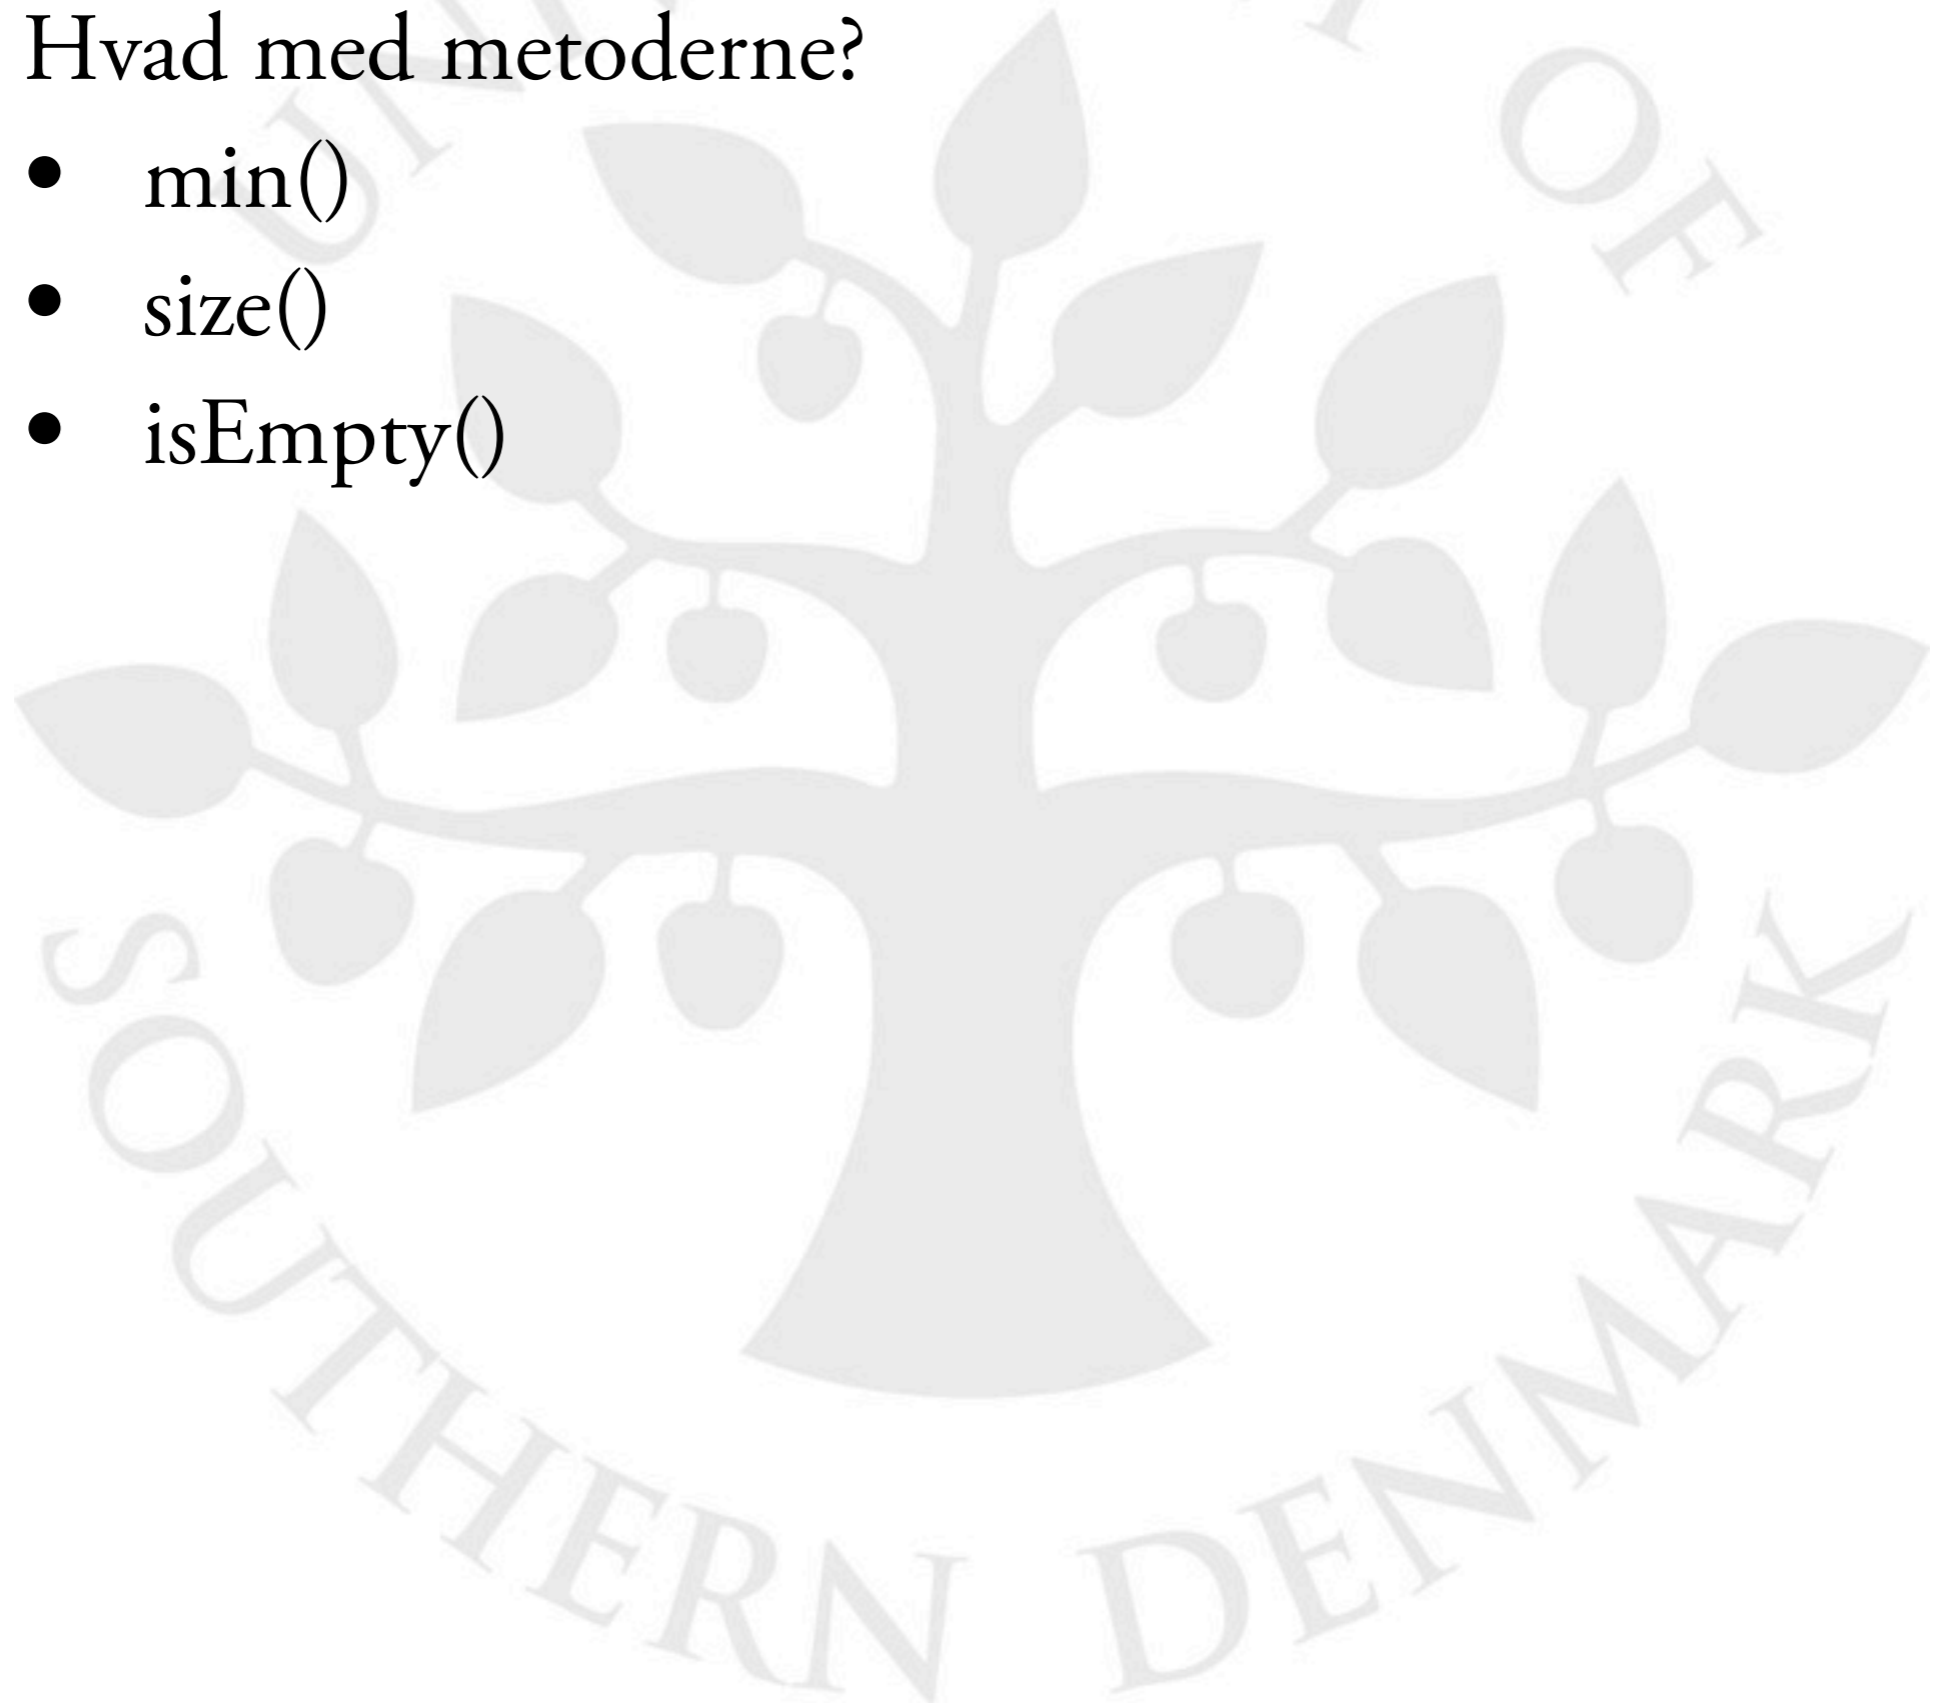 Hvad med metoderne?
• min()
• size()
• isEmpty()
OF
SOUTHERN DENMARK